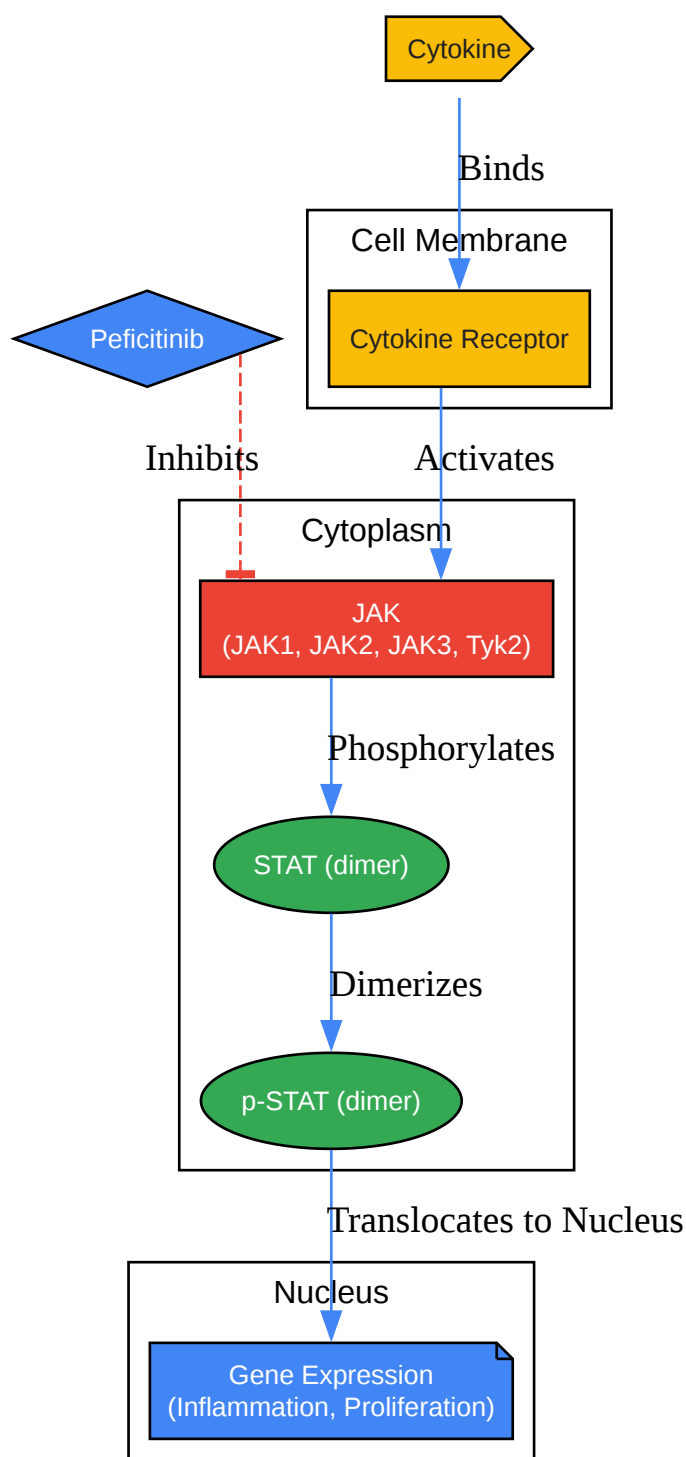 Cytokine
Binds
Cell Membrane
Cytokine Receptor
Peficitinib
Inhibits
Activates
Cytoplasm
JAK
(JAK1, JAK2, JAK3, Tyk2)
Phosphorylates
STAT (dimer)
Dimerizes
p-STAT (dimer)
Translocates to Nucleus
Nucleus
Gene Expression
(Inflammation, Proliferation)